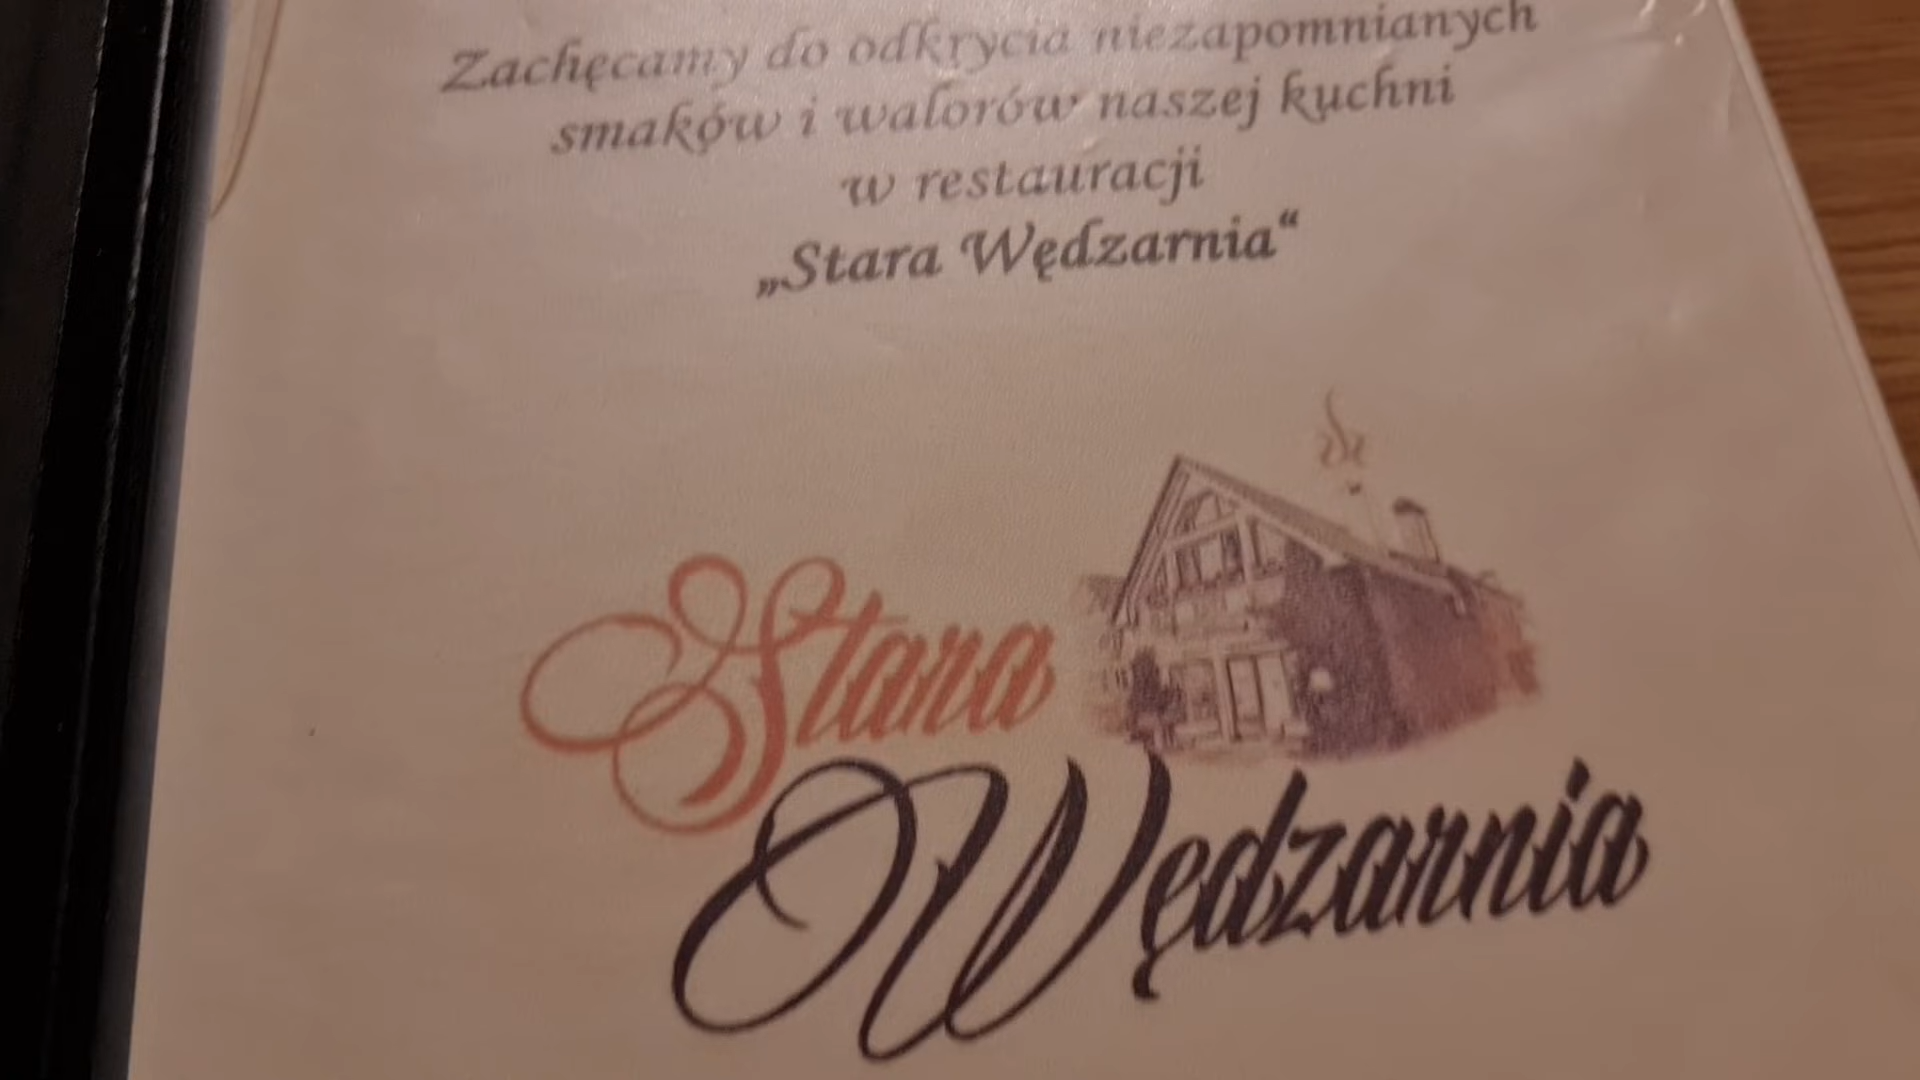 Zachęcamy do odkrycia niezapomnianych
smaków i walorów naszej kuchni
w restauracji
„Stara Wędzarnia“
Stara
Wędzarnia